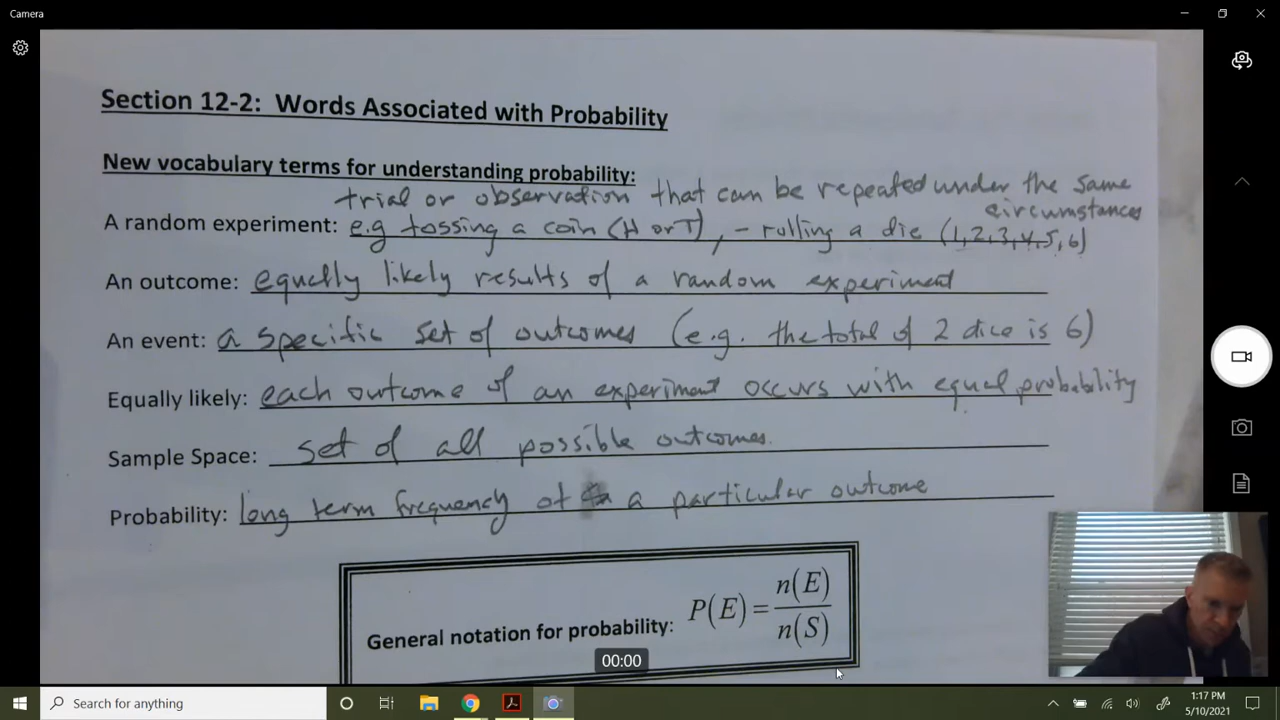 Camera
Section 12-2: Words Associated with Probability
New vocabulary terms for understanding probability:
trial or observation that can be repeated under the same
circumstances
A random experiment: e.g tossing a coin (H or T), - rolling a die (1,2,3,4,5,6)
An outcome: equally likely results of a random experiment
An event: a specific set of outcomes (e.g. the total of 2 dice is 6)
Equally likely: each outcome of an experiment occurs with equal probability
Sample Space: set of all possible outcomes.
Probability: long term frequency of a particular outcome
General notation for probability: P(E) = n(E) / n(S)
00:00
Search for anything
1:17 PM
5/10/2021